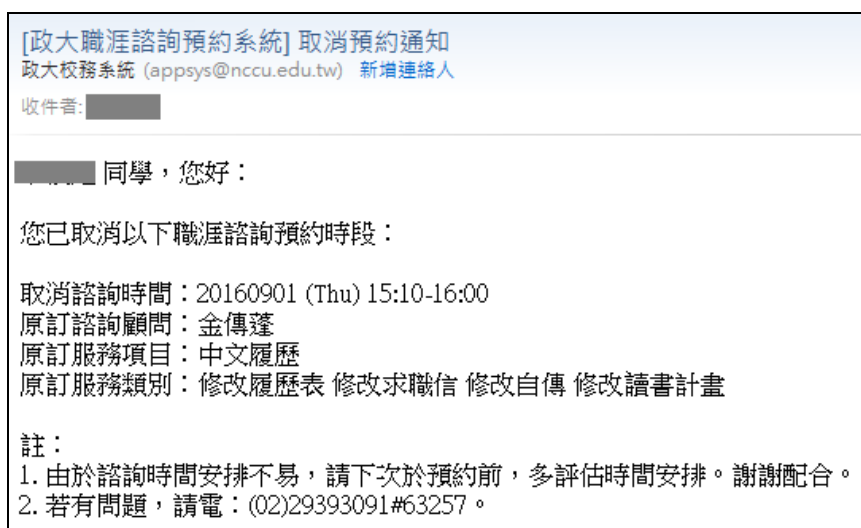 [政大職涯諮詢預約系統] 取消預約通知
政大校務系統 (appsys@nccu.edu.tw) 新增連絡人
收件者:
同學，您好：
您已取消以下職涯諮詢預約時段：
取消諮詢時間：20160901 (Thu) 15:10-16:00
原訂諮詢顧問：金傳蓬
原訂服務項目：中文履歷
原訂服務類別：修改履歷表 修改求職信 修改自傳 修改讀書計畫
註：
1. 由於諮詢時間安排不易，請下次於預約前，多評估時間安排。謝謝配合。
2. 若有問題，請電：(02)29393091#63257。